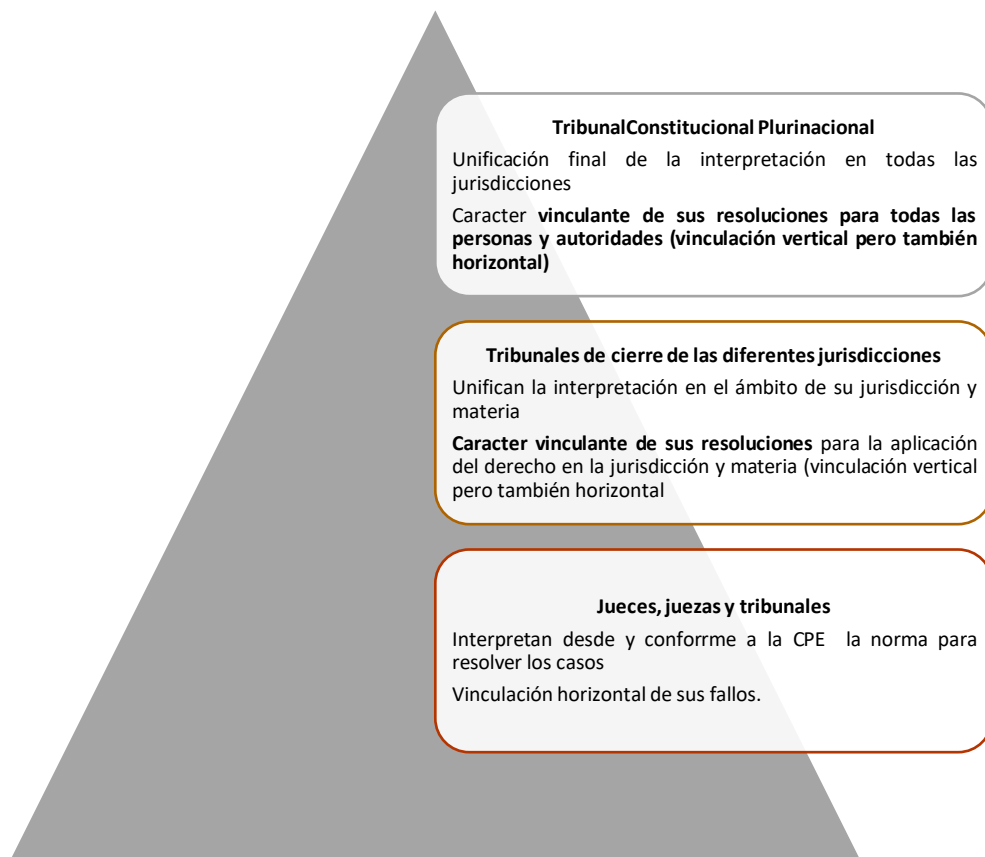 TribunalConstitucional Plurinacional
Unificación final de la interpretación en todas las
jurisdicciones
Caracter vinculante de sus resoluciones para todas las
personas y autoridades (vinculación vertical pero también
horizontal)
Tribunales de cierre de las diferentes jurisdicciones
Unifican la interpretación en el ámbito de su jurisdicción y
materia
Caracter vinculante de sus resoluciones para la aplicación
del derecho en la jurisdicción y materia (vinculación vertical
pero también horizontal
Jueces, juezas y tribunales
Interpretan desde y conforrme a la CPE la norma para
resolver los casos
Vinculación horizontal de sus fallos.